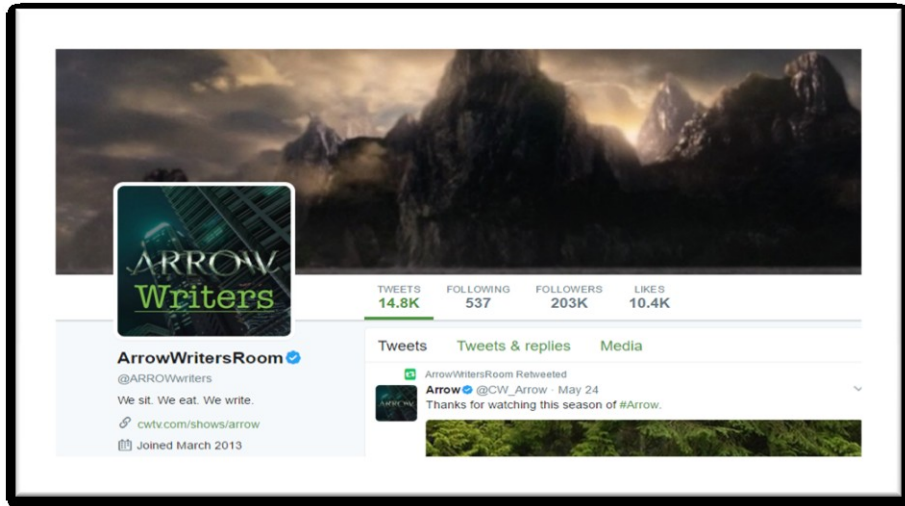 ARROW
Writers
TWEETS FOLLOWING FOLLOWERS LIKES
14.8K 537 203K 10.4K
ArrowWritersRoom
@ARROWwriters
We sit. We eat. We write.
cwtv.com/shows/arrow
Joined March 2013
Tweets Tweets & replies Media
ArrowWritersRoom Retweeted
Arrow @CW_Arrow · May 24
Thanks for watching this season of #Arrow.
ARROW